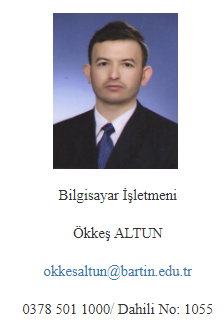 Bilgisayar İşletmeni
Ökkeş ALTUN
okkesaltun@bartin.edu.tr
0378 501 1000/ Dahili No: 1055